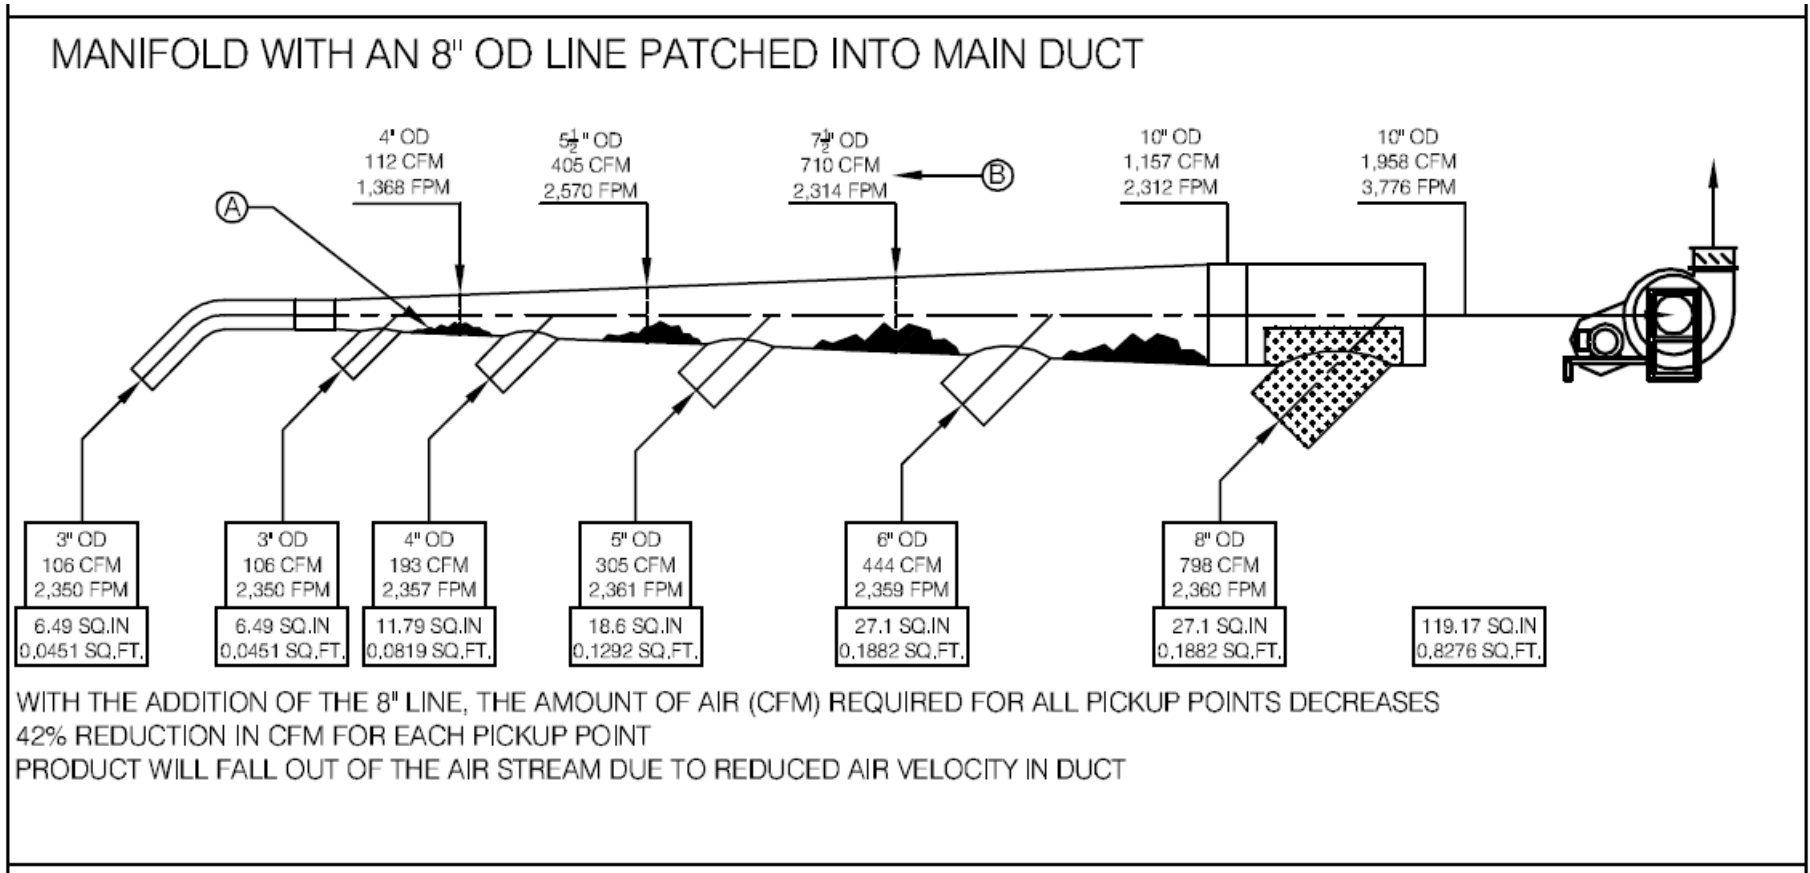 MANIFOLD WITH AN 8" OD LINE PATCHED INTO MAIN DUCT
4" OD
112 CFM
1,368 FPM
5½" OD
405 CFM
2,570 FPM
7½" OD
710 CFM
2,314 FPM
B
10" OD
1,157 CFM
2,312 FPM
10" OD
1,958 CFM
3,776 FPM
A
3" OD
106 CFM
2,350 FPM
6.49 SQ.IN
0.0451 SQ.FT.
3" OD
106 CFM
2,350 FPM
6.49 SQ.IN
0.0451 SQ.FT.
4" OD
193 CFM
2,357 FPM
11.79 SQ.IN
0.0819 SQ.FT.
5" OD
305 CFM
2,361 FPM
18.6 SQ.IN
0.1292 SQ.FT.
6" OD
444 CFM
2,359 FPM
27.1 SQ.IN
0.1882 SQ.FT.
8" OD
798 CFM
2,360 FPM
27.1 SQ.IN
0.1882 SQ.FT.
119.17 SQ.IN
0.8276 SQ.FT.
WITH THE ADDITION OF THE 8" LINE, THE AMOUNT OF AIR (CFM) REQUIRED FOR ALL PICKUP POINTS DECREASES
42% REDUCTION IN CFM FOR EACH PICKUP POINT
PRODUCT WILL FALL OUT OF THE AIR STREAM DUE TO REDUCED AIR VELOCITY IN DUCT